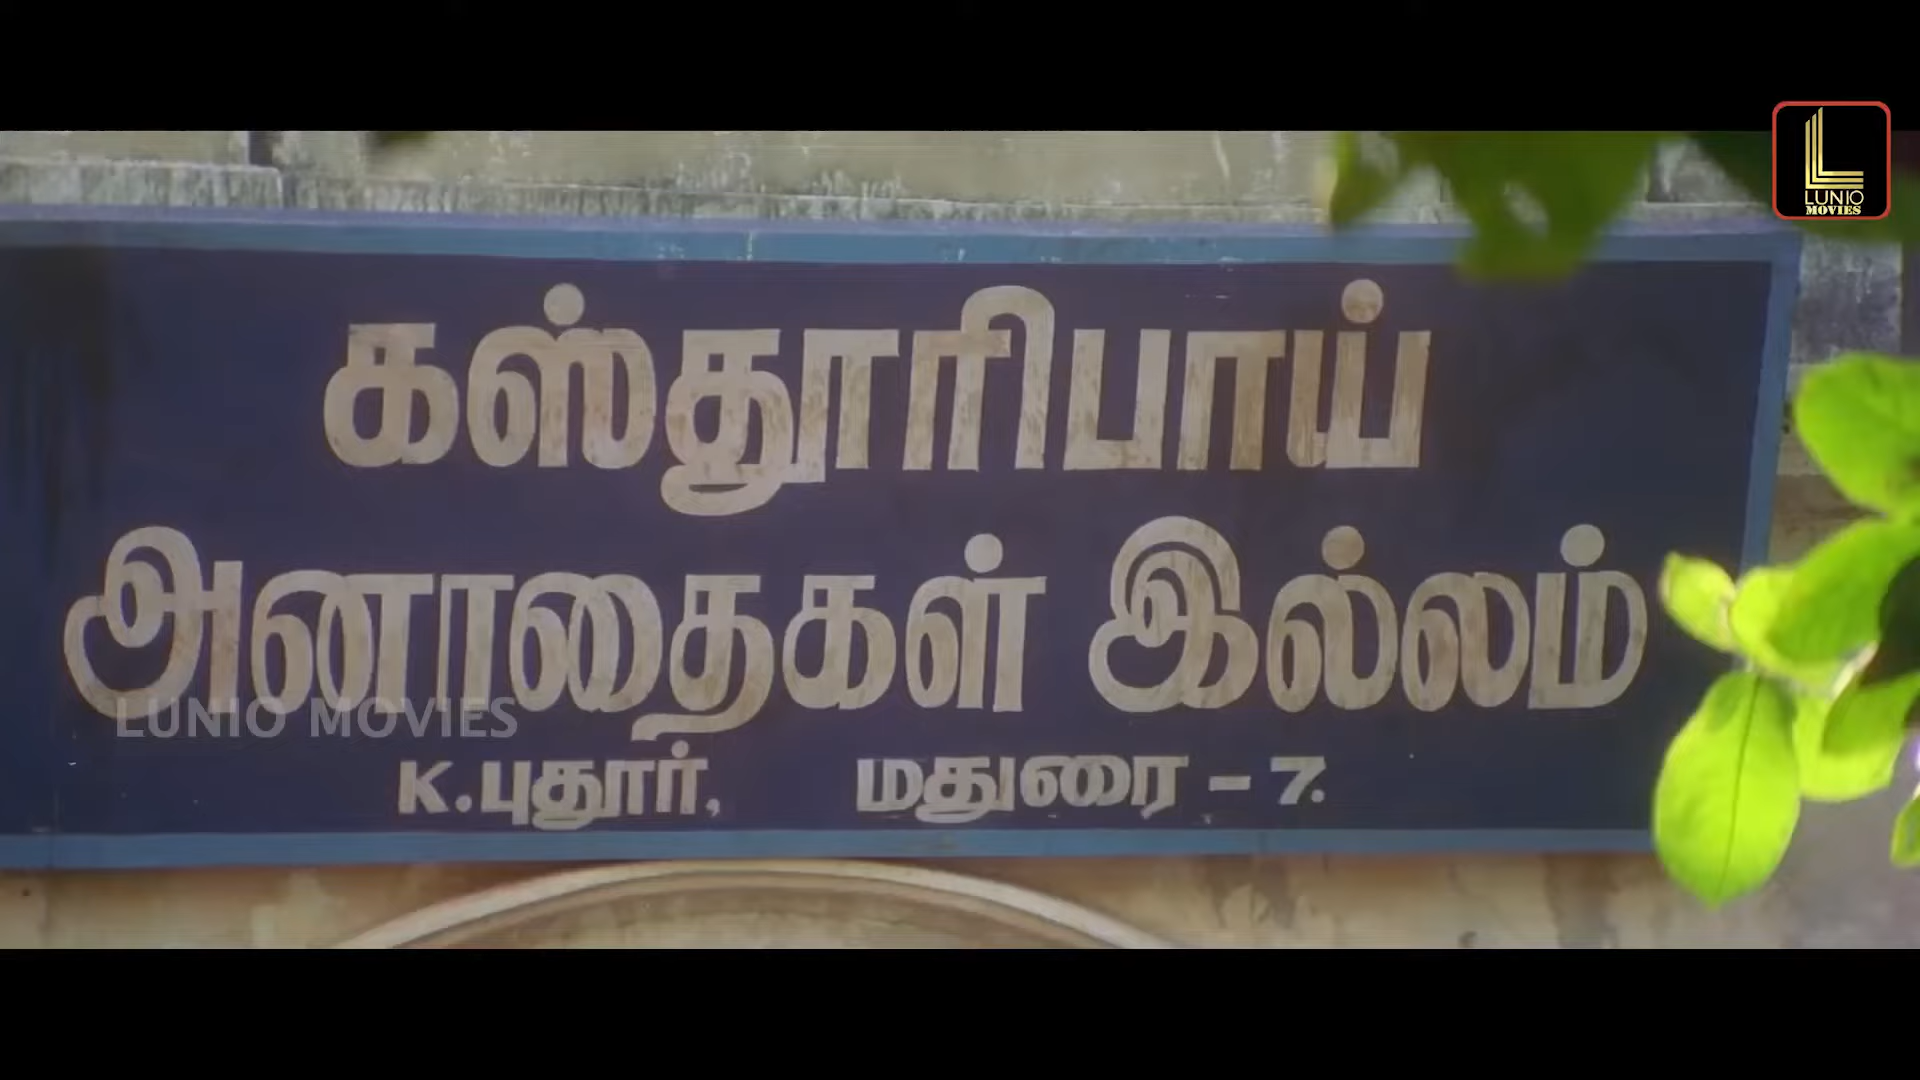 LUNIO
MOVIES
கஸ்தூரிபாய்
அனாதைகள் இல்லம்
LUNIO MOVIES
K.புதூர், மதுரை - 7.